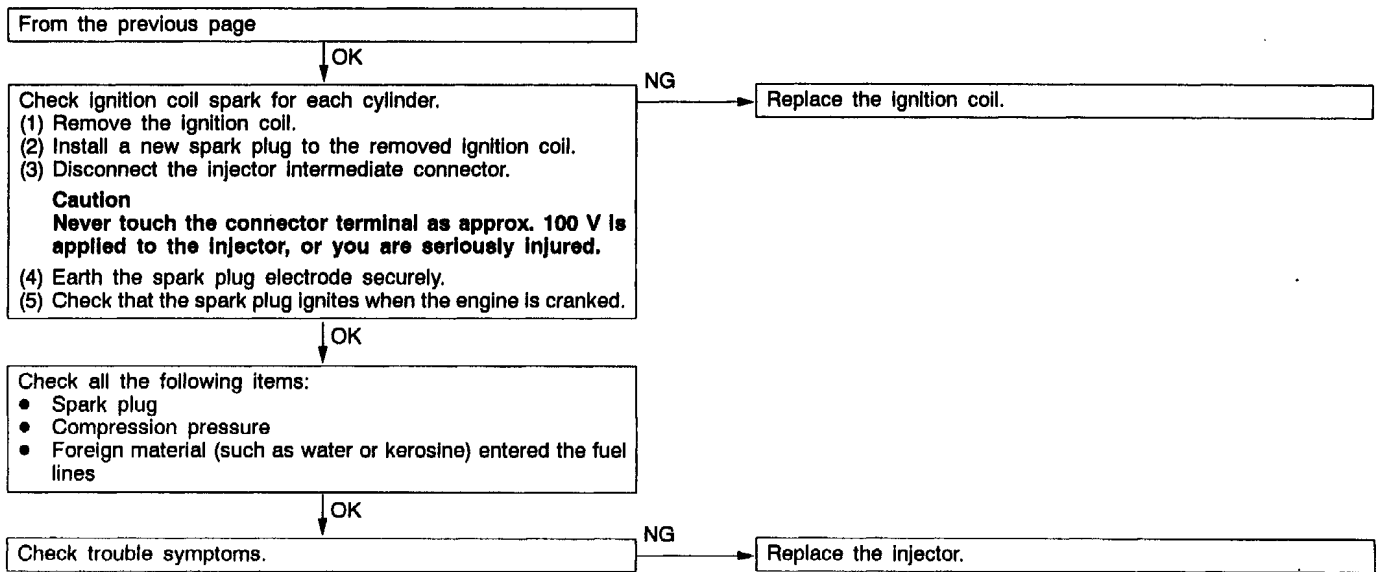 From the previous page
OK
Check ignition coil spark for each cylinder.
(1) Remove the ignition coil.
(2) Install a new spark plug to the removed ignition coil.
(3) Disconnect the injector intermediate connector.
Caution
Never touch the connector terminal as approx. 100 V is
applied to the injector, or you are seriously injured.
(4) Earth the spark plug electrode securely.
(5) Check that the spark plug ignites when the engine is cranked.
NG
Replace the ignition coil.
OK
Check all the following items:
● Spark plug
● Compression pressure
● Foreign material (such as water or kerosine) entered the fuel
lines
OK
Check trouble symptoms.
NG
Replace the injector.